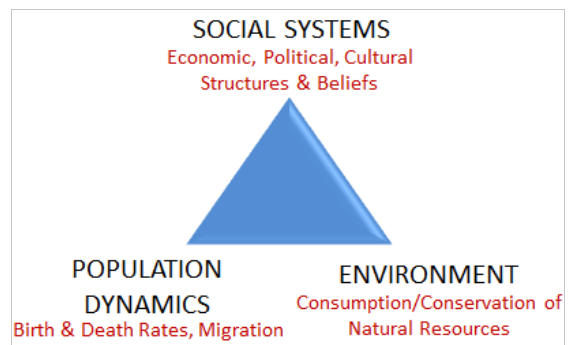 SOCIAL SYSTEMS
Economic, Political, Cultural
Structures & Beliefs
POPULATION
DYNAMICS
Birth & Death Rates, Migration
ENVIRONMENT
Consumption/Conservation of
Natural Resources